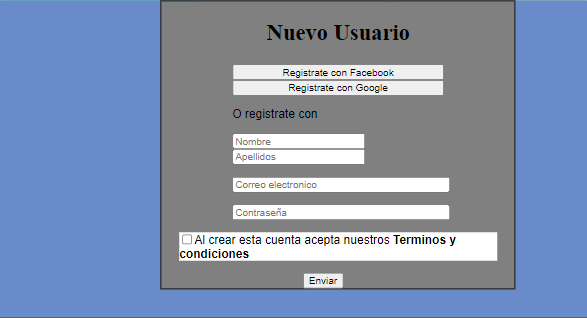 Nuevo Usuario
Registrate con Facebook
Registrate con Google
O registrate con
Nombre
Apellidos
Correo electronico
Contraseña
Al crear esta cuenta acepta nuestros Terminos y
condiciones
Enviar